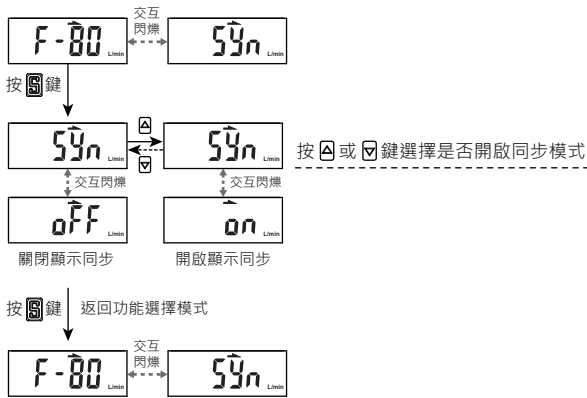 交互
閃爍
F-80 L/min
SYn L/min
按 S 鍵
SYn L/min
SYn L/min
按 或 鍵選擇是否開啟同步模式
交互閃爍
交互閃爍
oFF L/min
on L/min
關閉顯示同步
開啟顯示同步
按 S 鍵
返回功能選擇模式
交互
閃爍
F-80 L/min
SYn L/min